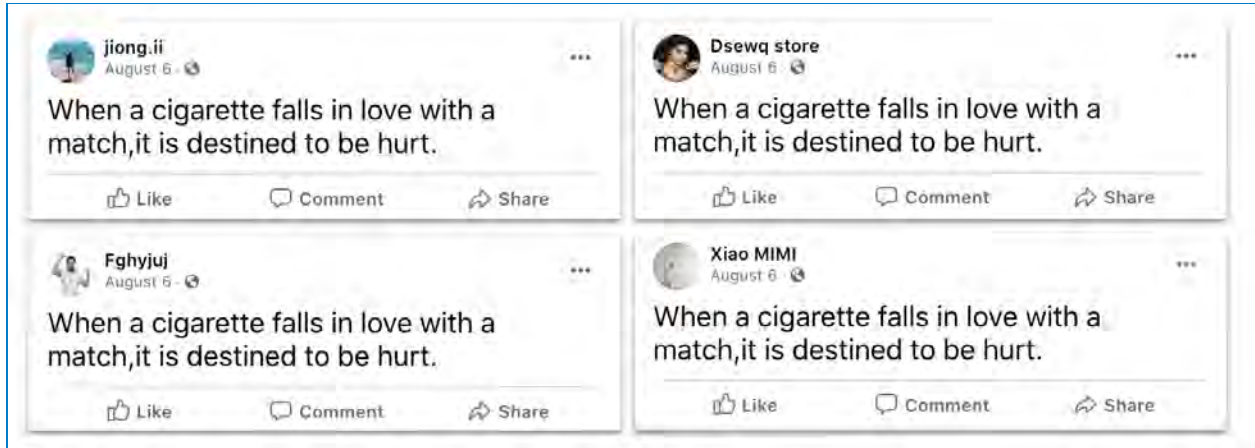 jiong.ii
August 6 ·
When a cigarette falls in love with a
match,it is destined to be hurt.
Like Comment Share
Dsewq store
August 6 ·
When a cigarette falls in love with a
match,it is destined to be hurt.
Like Comment Share
Fghyjuj
August 6 ·
When a cigarette falls in love with a
match,it is destined to be hurt.
Like Comment Share
Xiao MIMI
August 6 ·
When a cigarette falls in love with a
match,it is destined to be hurt.
Like Comment Share